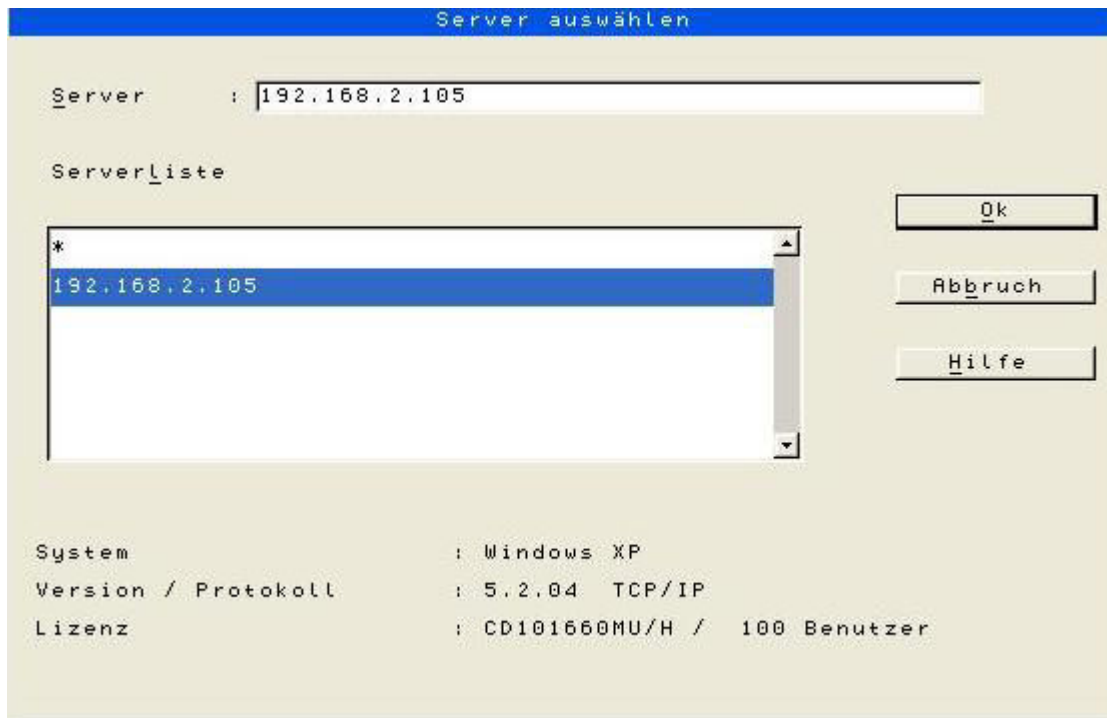 Server auswählen
Server : 192.168.2.105
Serverliste
*
192.168.2.105
Ok
Abbruch
Hilfe
System : Windows XP
Version / Protokoll : 5.2.04 TCP/IP
Lizenz : CD101660MU/H / 100 Benutzer